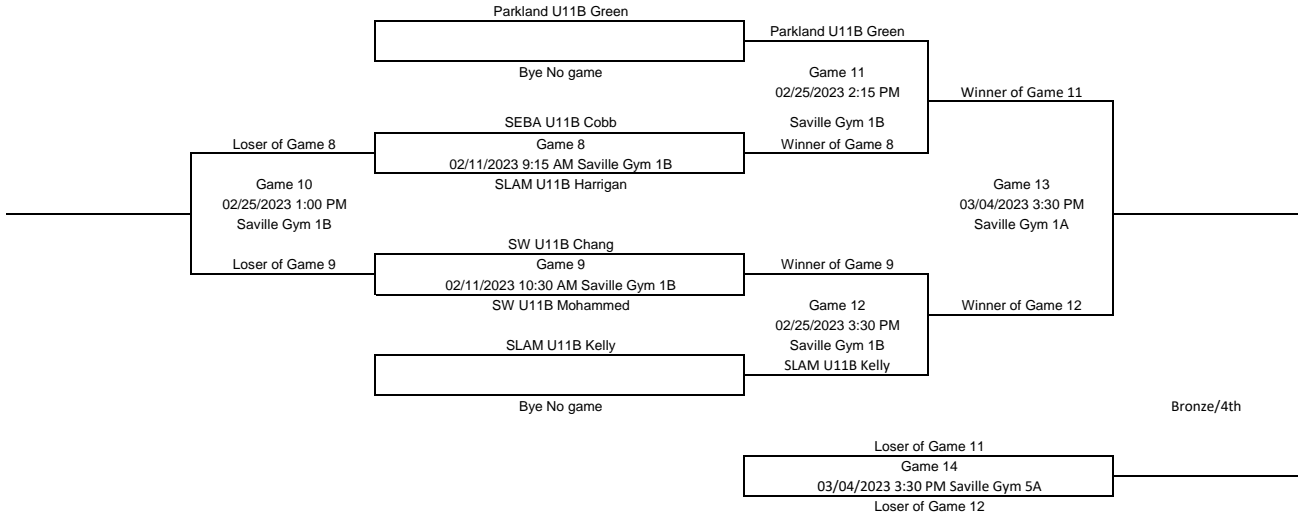 Parkland U11B Green
Parkland U11B Green
Bye No game
Game 11
02/25/2023 2:15 PM
Winner of Game 11
SEBA U11B Cobb
Saville Gym 1B
Loser of Game 8
Game 8
Winner of Game 8
02/11/2023 9:15 AM Saville Gym 1B
Game 10
SLAM U11B Harrigan
Game 13
02/25/2023 1:00 PM
03/04/2023 3:30 PM
Saville Gym 1B
Saville Gym 1A
SW U11B Chang
Loser of Game 9
Game 9
Winner of Game 9
02/11/2023 10:30 AM Saville Gym 1B
SW U11B Mohammed
Game 12
Winner of Game 12
02/25/2023 3:30 PM
SLAM U11B Kelly
Saville Gym 1B
SLAM U11B Kelly
Bye No game
Bronze/4th
Loser of Game 11
Game 14
03/04/2023 3:30 PM Saville Gym 5A
Loser of Game 12